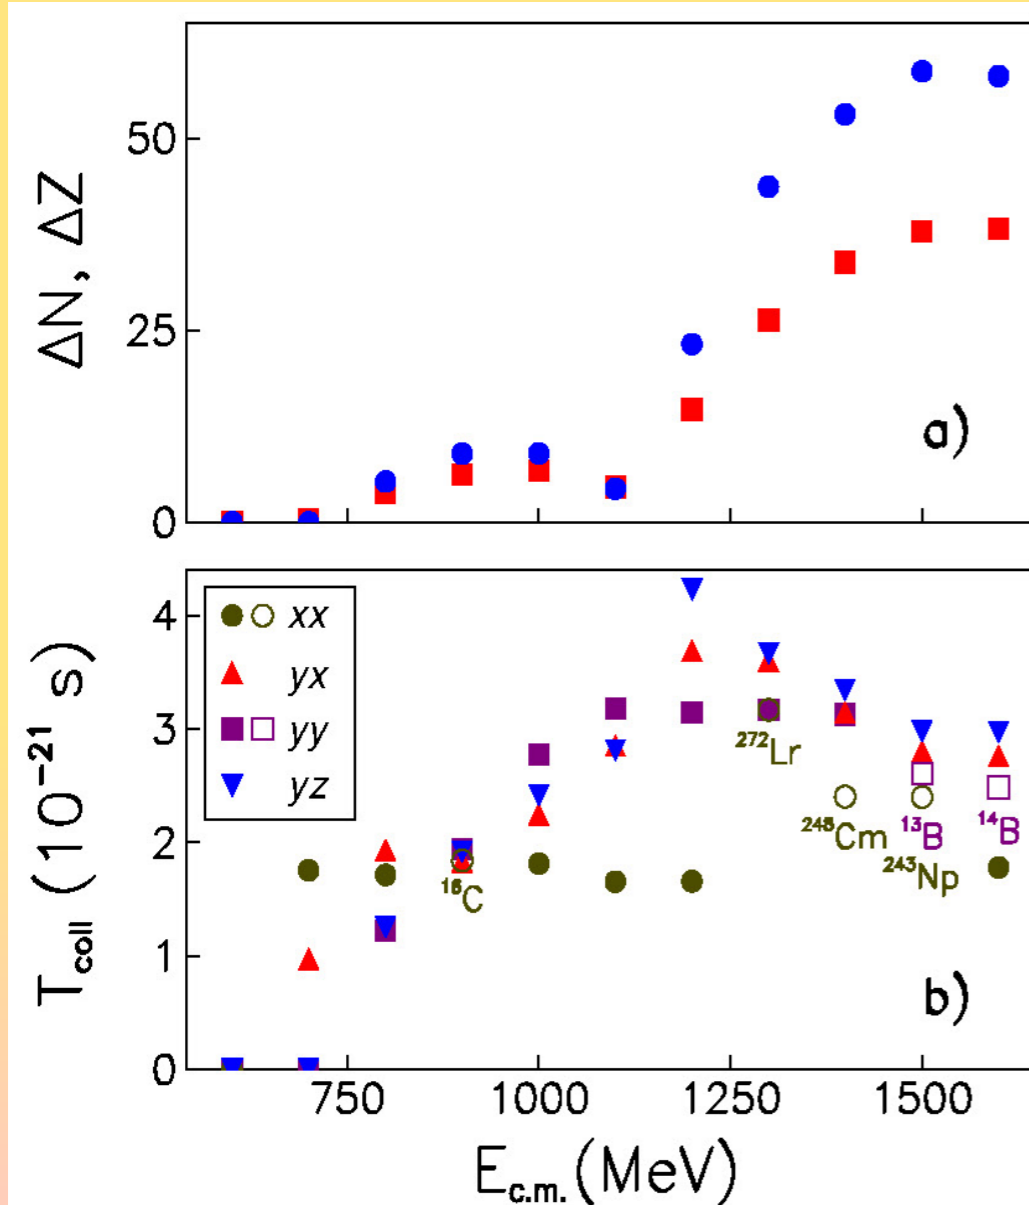 ΔN, ΔZ
50
25
0
a)
xx
yx
yy
yz
T_coll (10⁻²¹ s)
4
3
2
1
0
¹⁶C
²⁷²Lr
²⁴⁸Cm
¹³B
²⁴³Np
¹⁴B
b)
750 1000 1250 1500
E_c.m. (MeV)